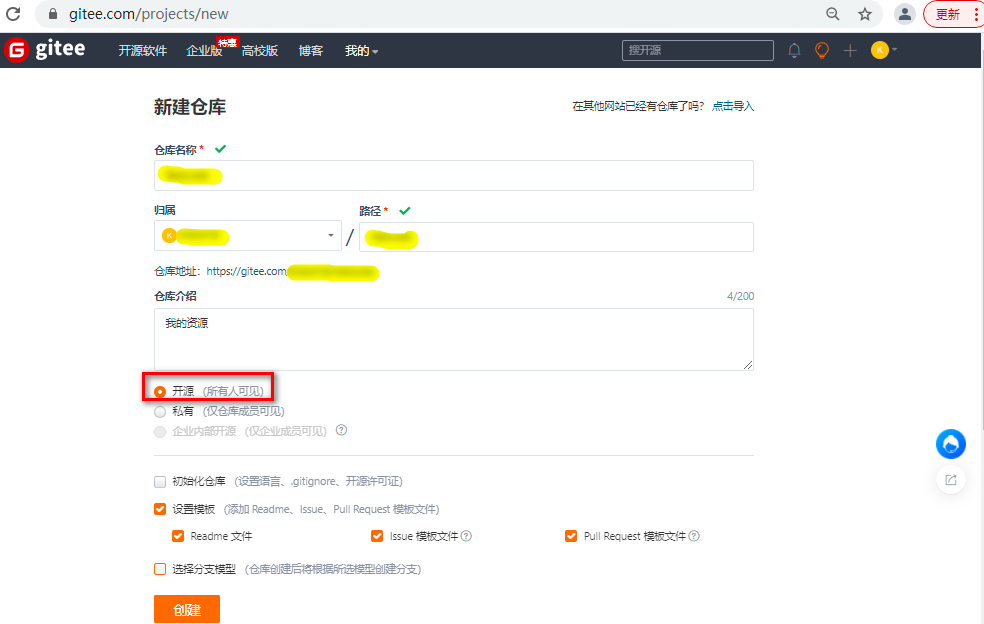 gitee.com/projects/new
更新
gitee
开源软件 企业版 特惠 高校版 博客 我的
搜开源
K
新建仓库
在其他网站已经有仓库了吗? 点击导入
仓库名称 *
归属
路径 *
K
/
仓库地址: https://gitee.com
仓库介绍
4/200
我的资源
开源 (所有人可见)
私有 (仅仓库成员可见)
企业内部开源 (仅企业成员可见) ?
初始化仓库 (设置语言、.gitignore、开源许可证)
设置模板 (添加 Readme、Issue、Pull Request 模板文件)
Readme 文件 Issue 模板文件 ? Pull Request 模板文件 ?
选择分支模型 (仓库创建后将根据所选模型创建分支)
创建